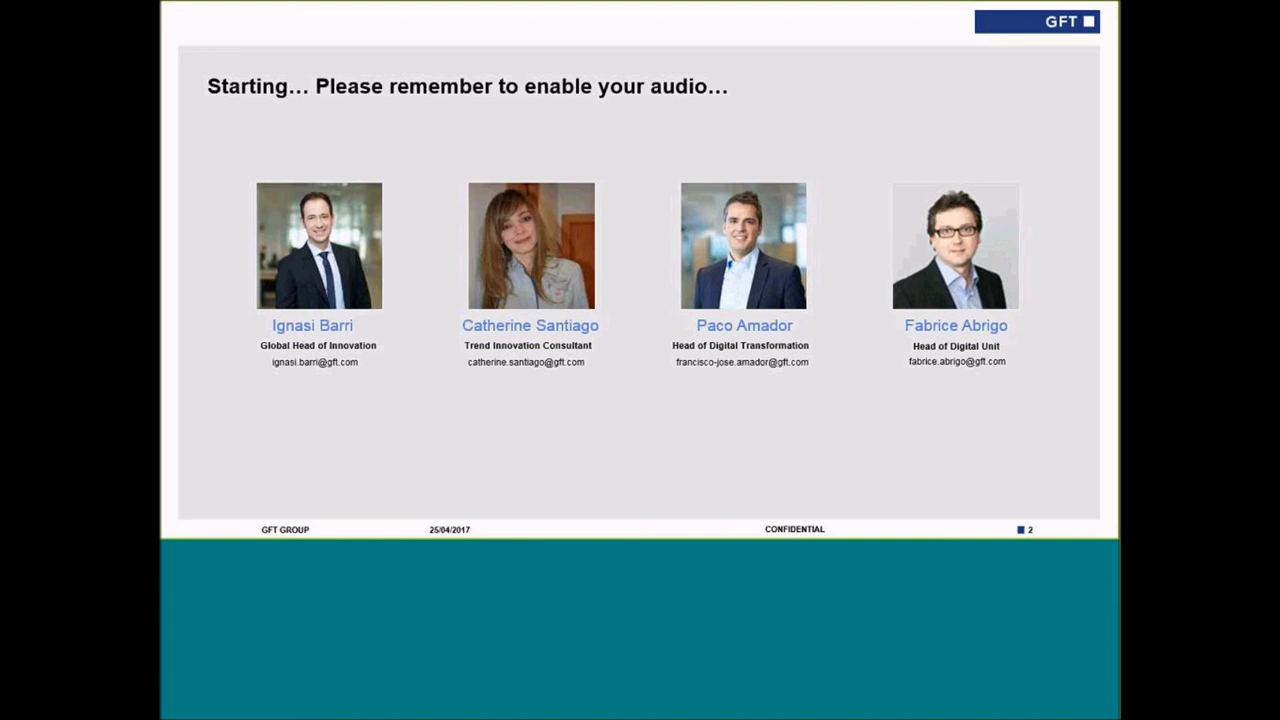 GFT
Starting... Please remember to enable your audio...
Ignasi Barri
Global Head of Innovation
ignasi.barri@gft.com
Catherine Santiago
Trend Innovation Consultant
catherine.santiago@gft.com
Paco Amador
Head of Digital Transformation
francisco-jose.amador@gft.com
Fabrice Abrigo
Head of Digital Unit
fabrice.abrigo@gft.com
GFT GROUP 25/04/2017 CONFIDENTIAL 2